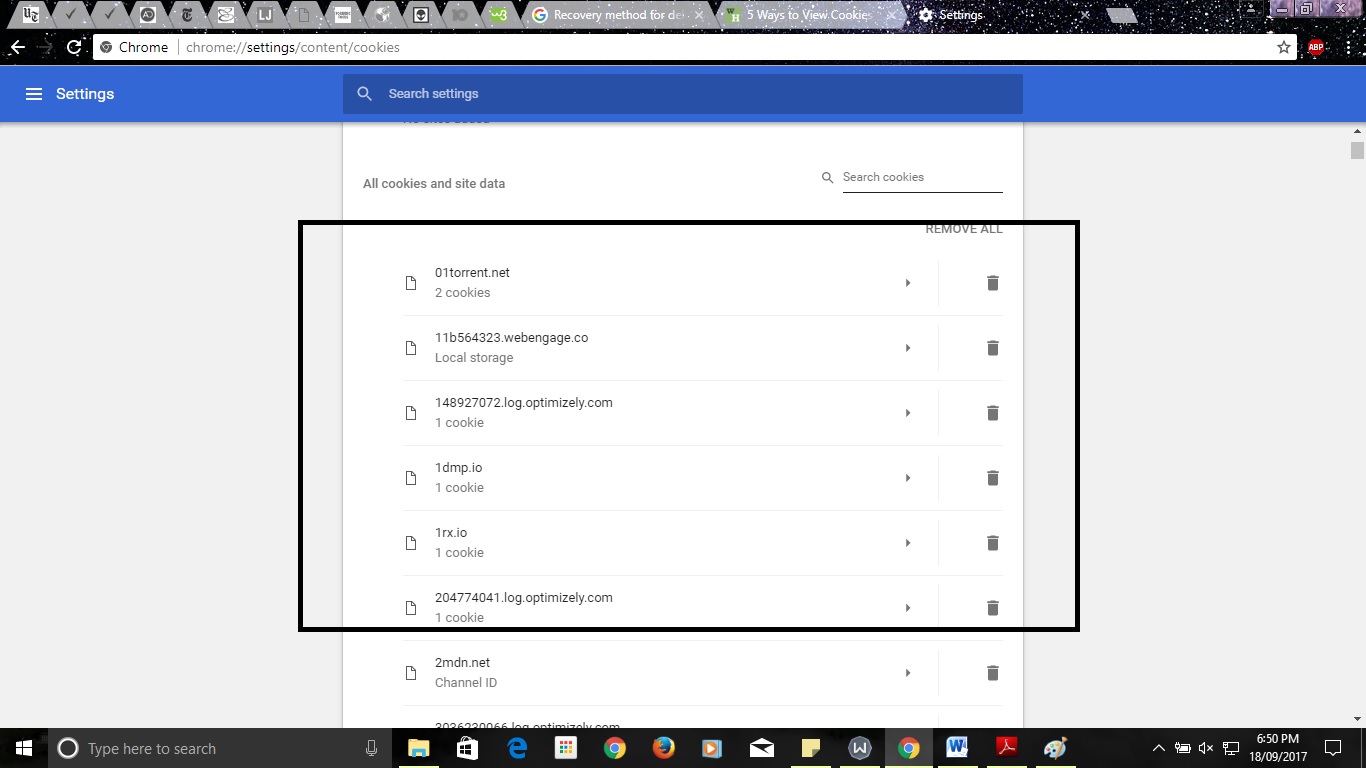 LJ
Recovery method for de
5 Ways to View Cookies
Settings
Chrome
chrome://settings/content/cookies
ABP
Settings
Search settings
All cookies and site data
Search cookies
REMOVE ALL
01torrent.net
2 cookies
11b564323.webengage.co
Local storage
148927072.log.optimizely.com
1 cookie
1dmp.io
1 cookie
1rx.io
1 cookie
204774041.log.optimizely.com
1 cookie
2mdn.net
Channel ID
3036230066.log.optimizely.com
Type here to search
6:50 PM
18/09/2017